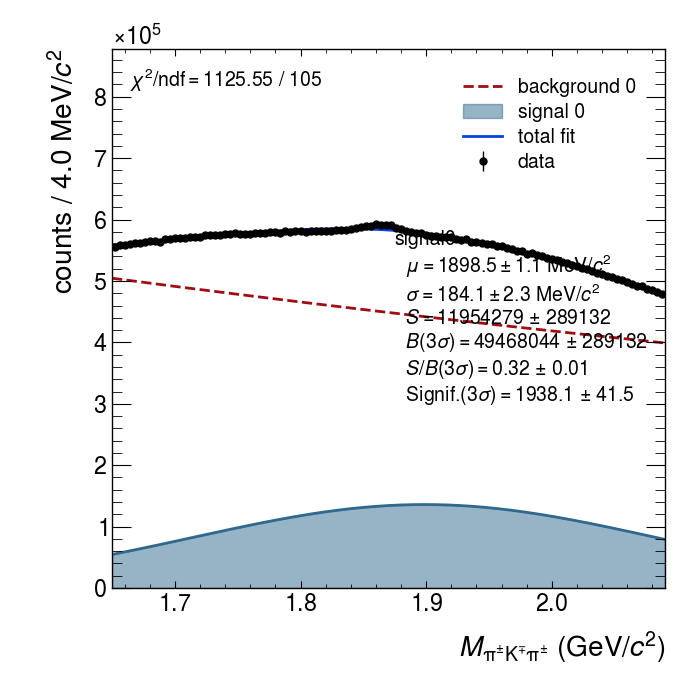 ×10⁵
χ²/ndf = 1125.55 / 105
background 0
signal 0
total fit
data
counts / 4.0 MeV/c²
8
7
6
5
4
3
2
1
0
signal0
μ = 1898.5 ± 1.1 MeV/c²
σ = 184.1 ± 2.3 MeV/c²
S = 11954279 ± 289132
B(3σ) = 49468044 ± 289132
S/B(3σ) = 0.32 ± 0.01
Signif.(3σ) = 1938.1 ± 41.5
1.7 1.8 1.9 2.0
M_π±K∓π± (GeV/c²)